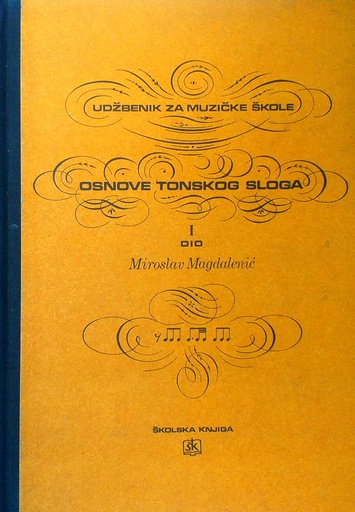 UDŽBENIK ZA MUZIČKE ŠKOLE
OSNOVE TONSKOG SLOGA
I
DIO
Miroslav Magdalenić
ŠKOLSKA KNJIGA
ŠK